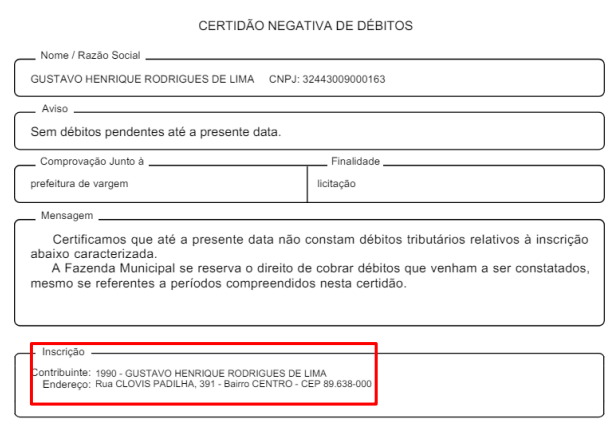 CERTIDÃO NEGATIVA DE DÉBITOS
Nome / Razão Social
GUSTAVO HENRIQUE RODRIGUES DE LIMA CNPJ: 32443009000163
Aviso
Sem débitos pendentes até a presente data.
Comprovação Junto à
Finalidade
prefeitura de vargem
licitação
Mensagem
Certificamos que até a presente data não constam débitos tributários relativos à inscrição
abaixo caracterizada.
A Fazenda Municipal se reserva o direito de cobrar débitos que venham a ser constatados,
mesmo se referentes a períodos compreendidos nesta certidão.
Inscrição
Contribuinte: 1990 - GUSTAVO HENRIQUE RODRIGUES DE LIMA
Endereço: Rua CLOVIS PADILHA, 391 - Bairro CENTRO - CEP 89.638-000